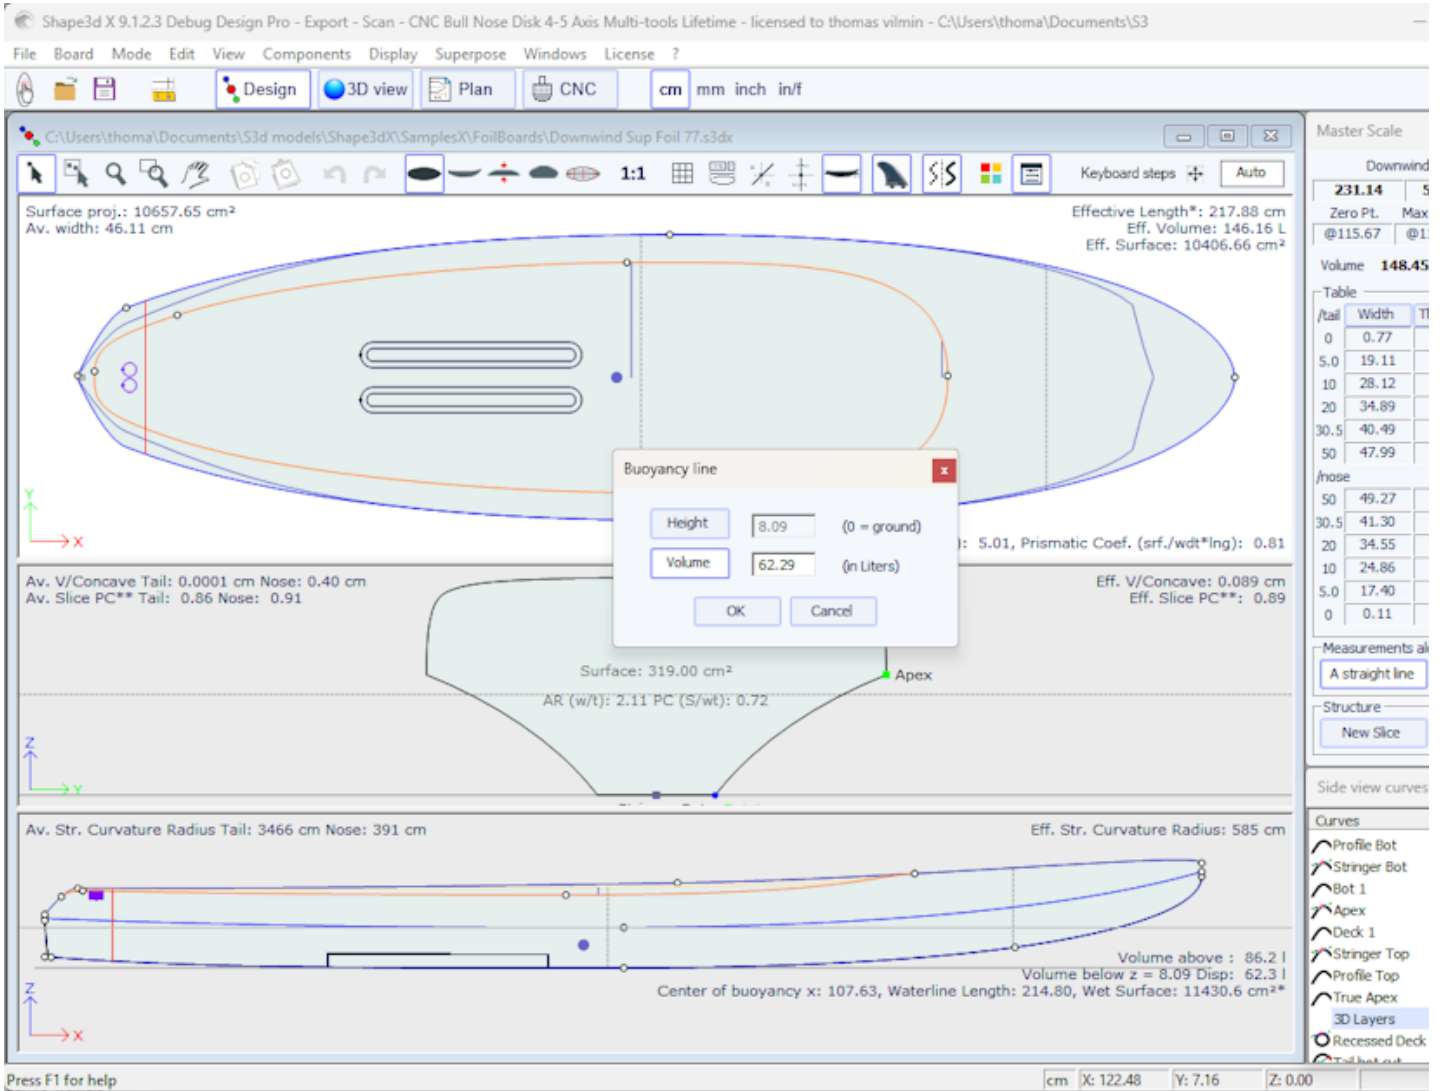 Shape3d X 9.1.2.3 Debug Design Pro - Export - Scan - CNC Bull Nose Disk 4-5 Axis Multi-tools Lifetime - licensed to thomas vilmin - C:\Users\thoma\Documents\S3
File Board Mode Edit View Components Display Superpose Windows License ?
Design 3D view Plan CNC cm mm inch in/f
C:\Users\thoma\Documents\S3d models\Shape3dX\SamplesX\FoilBoards\Downwind Sup Foil 77.s3dx
1:1 Keyboard steps Auto
Surface proj.: 10657.65 cm²
Av. width: 46.11 cm
Effective Length*: 217.88 cm
Eff. Volume: 146.16 L
Eff. Surface: 10406.66 cm²
Y
X
): 5.01, Prismatic Coef. (srf./wdt*lng): 0.81
Buoyancy line
x
Height 8.09 (0 = ground)
Volume 62.29 (in Liters)
OK Cancel
Av. V/Concave Tail: 0.0001 cm Nose: 0.40 cm
Av. Slice PC** Tail: 0.86 Nose: 0.91
Eff. V/Concave: 0.089 cm
Eff. Slice PC**: 0.89
Surface: 319.00 cm²
Apex
AR (w/t): 2.11 PC (S/wt): 0.72
Z
Y
Av. Str. Curvature Radius Tail: 3466 cm Nose: 391 cm
Eff. Str. Curvature Radius: 585 cm
Volume above : 86.2 l
Volume below z = 8.09 Disp: 62.3 l
Center of buoyancy x: 107.63, Waterline Length: 214.80, Wet Surface: 11430.6 cm²*
Z
X
Master Scale
Downwind
231.14 5
Zero Pt. Max
@115.67 @11
Volume 148.45
Table
/tail Width Th
0 0.77
5.0 19.11
10 28.12
20 34.89
30.5 40.49
50 47.99
/nose
50 49.27
30.5 41.30
20 34.55
10 24.86
5.0 17.40
0 0.11
Measurements al
A straight line
Structure
New Slice
Side view curves
Curves
Profile Bot
Stringer Bot
Bot 1
Apex
Deck 1
Stringer Top
Profile Top
True Apex
3D Layers
Recessed Deck
Press F1 for help
cm X: 122.48 Y: 7.16 Z: 0.00